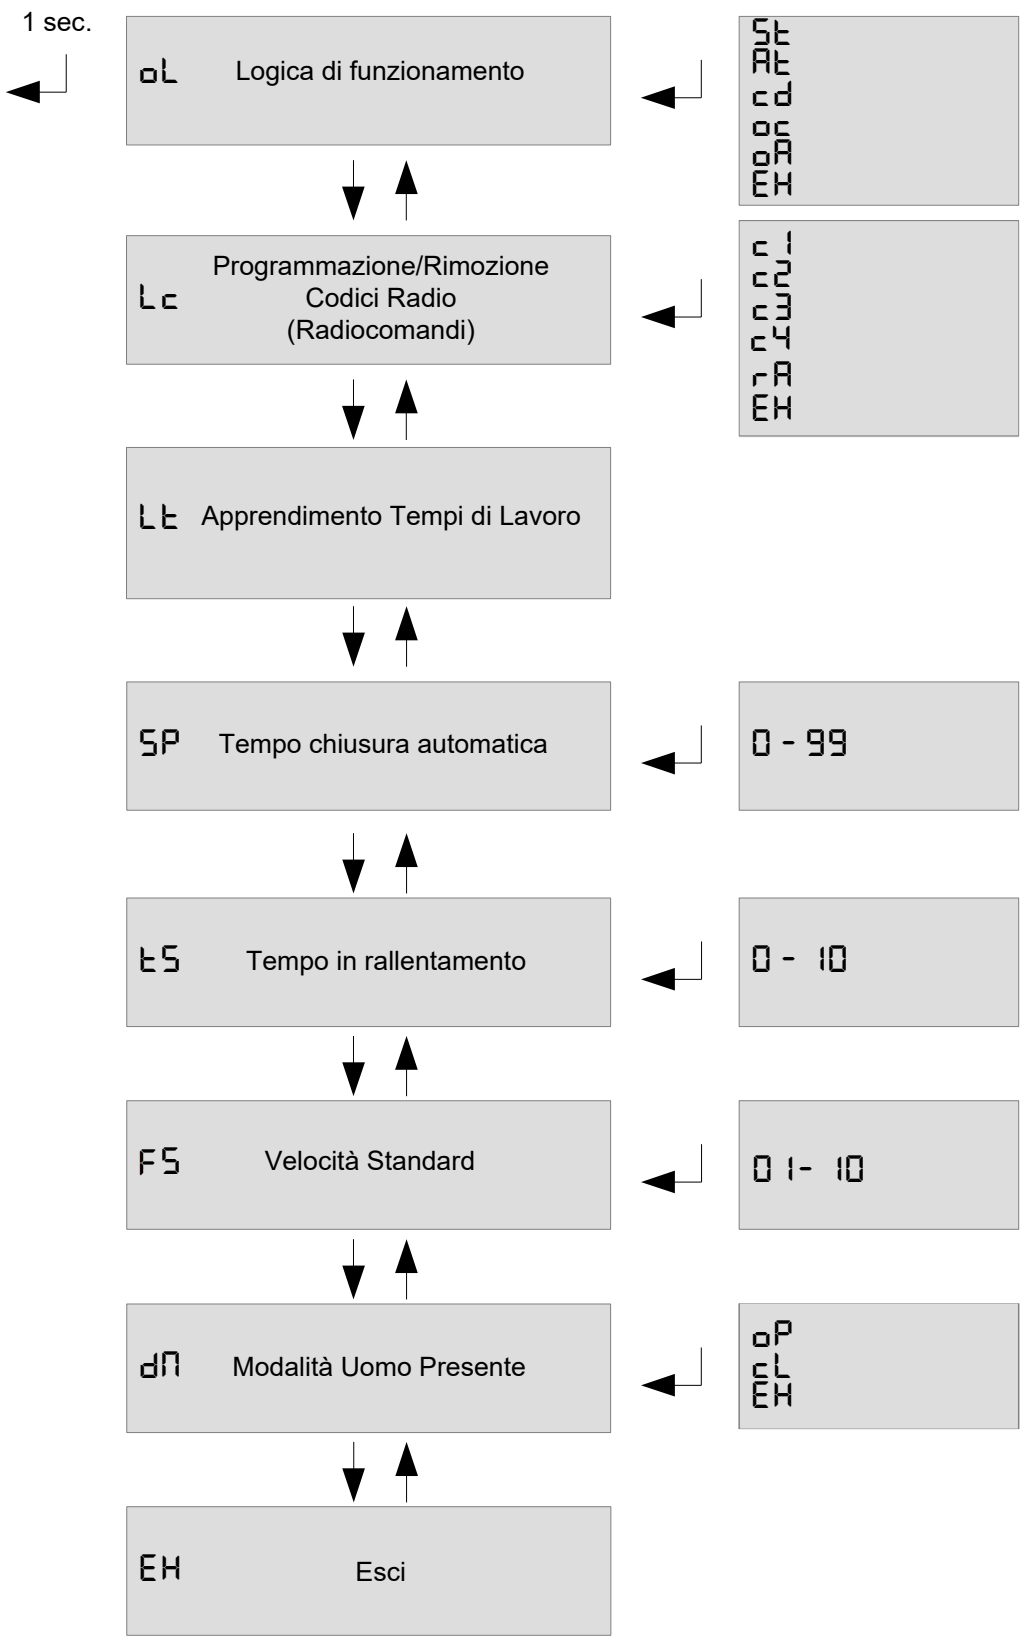 1 sec.
oL Logica di funzionamento
St
At
cd
oc
oA
EH
Lc Programmazione/Rimozione
Codici Radio
(Radiocomandi)
c1
c2
c3
c4
rA
EH
Lt Apprendimento Tempi di Lavoro
SP Tempo chiusura automatica
0 - 99
tS Tempo in rallentamento
0 - 10
FS Velocità Standard
01- 10
dM Modalità Uomo Presente
oP
cL
EH
EH Esci